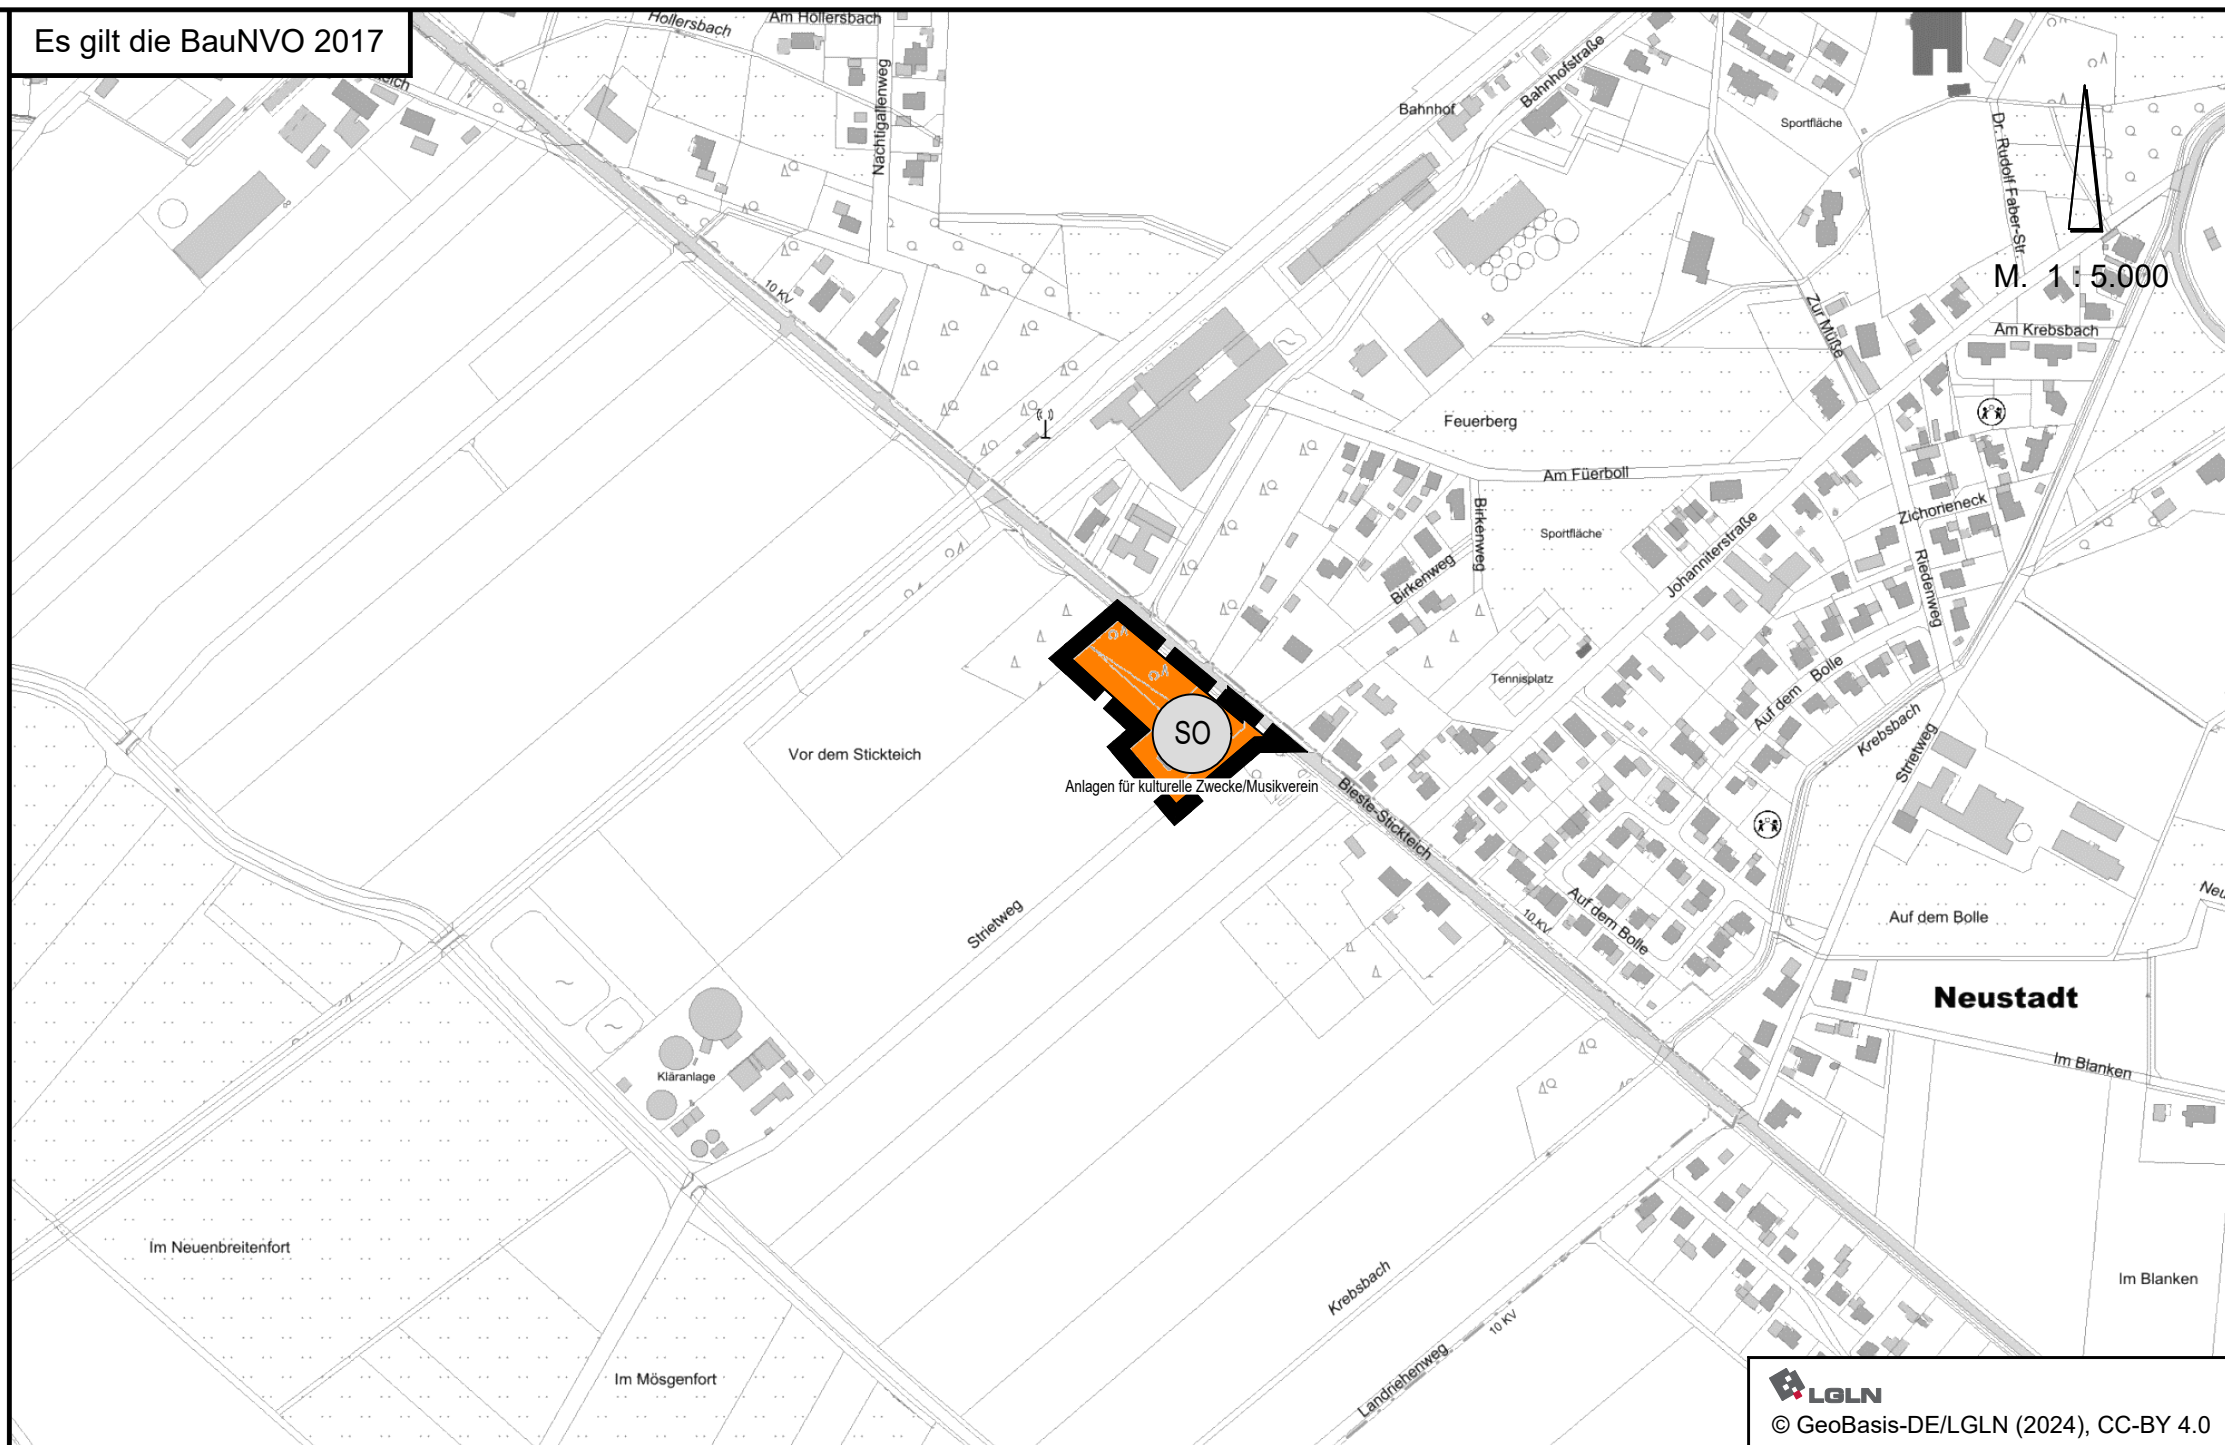 Es gilt die BauNVO 2017
Hollersbach
Am Hollersbach
Nachtigallenweg
Bahnhof
Bahnhofstraße
Sportfläche
Dr. Rudolf Faber-Str.
M. 1 : 5.000
Zur Müße
Am Krebsbach
10 KV
Feuerberg
Am Füerboll
Birkenweg
Birkenweg
Sportfläche
Johanniterstraße
Zichorieneck
Riedenweg
Tennisplatz
Auf dem Bolle
Krebsbach
Strietweg
Vor dem Stickteich
SO
Anlagen für kulturelle Zwecke/Musikverein
Bieste-Stickteich
Auf dem Bolle
10 KV
Auf dem Bolle
Neustadt
Strietweg
Kläranlage
Im Blanken
Im Neuenbreitenfort
Im Mösgenfort
Krebsbach
10 KV
Landriehenweg
Im Blanken
LGLN
© GeoBasis-DE/LGLN (2024), CC-BY 4.0